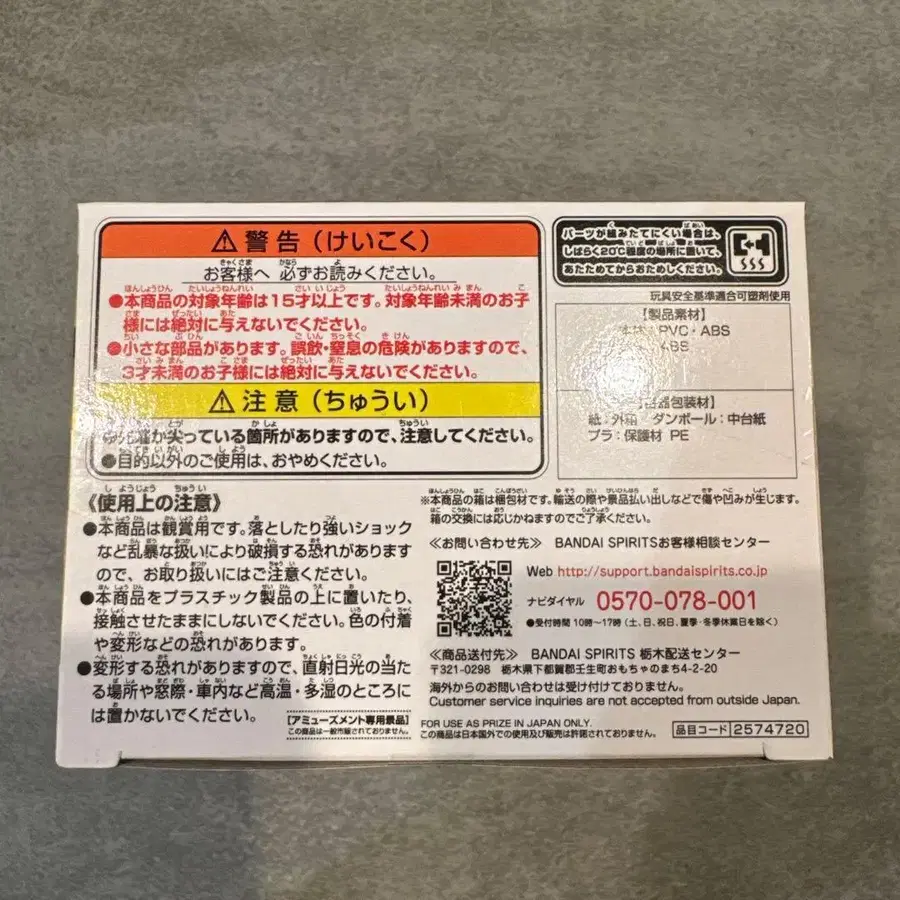 ⚠警告（けいこく）
お客様へ 必ずお読みください。
●本商品の対象年齢は15才以上です。対象年齢未満のお子
様には絶対に与えないでください。
●小さな部品があります。誤飲・窒息の危険がありますので、
3才未満のお子様には絶対に与えないでください。
⚠注意（ちゅうい）
が尖っている箇所がありますので、注意してください。
●目的以外のご使用は、おやめください。
《使用上の注意》
●本商品は観賞用です。落としたり強いショック
など乱暴な扱いにより破損する恐れがあります
ので、お取り扱いにはご注意ください。
●本商品をプラスチック製品の上に置いたり、
接触させたままにしないでください。色の付着
や変形などの恐れがあります。
●変形する恐れがありますので、直射日光の当た
る場所や窓際・車内など高温・多湿のところに
は置かないでください。
【アミューズメント専用景品】
この商品は一般市販されておりません。
パーツが組みたてにくい場合は、
しばらく20℃程度の場所に置いて、
あたためてからおためしください。
玩具安全基準適合可塑剤使用
【製品素材】
本体：PVC・ABS
ABS
【容器包装材】
紙：外箱 ダンボール：中台紙
プラ：保護材 PE
※本商品の箱は梱包材です。輸送の際や景品払い出しなどで傷や凹みが生じます。
箱の交換には応じかねますのでご了承ください。
≪お問い合わせ先≫ BANDAI SPIRITSお客様相談センター
Web http://support.bandaispirits.co.jp
ナビダイヤル 0570-078-001
●受付時間 10時〜17時（土、日、祝日、夏季・冬季休業日を除く）
≪商品送付先≫ BANDAI SPIRITS 栃木配送センター
〒321-0298 栃木県下都賀郡壬生町おもちゃのまち4-2-20
海外からのお問い合わせは受け付けておりません。
Customer service inquiries are not accepted from outside Japan.
FOR USE AS PRIZE IN JAPAN ONLY.
この商品は日本国外での使用及び販売は許諾されておりません。
品目コード 2574720